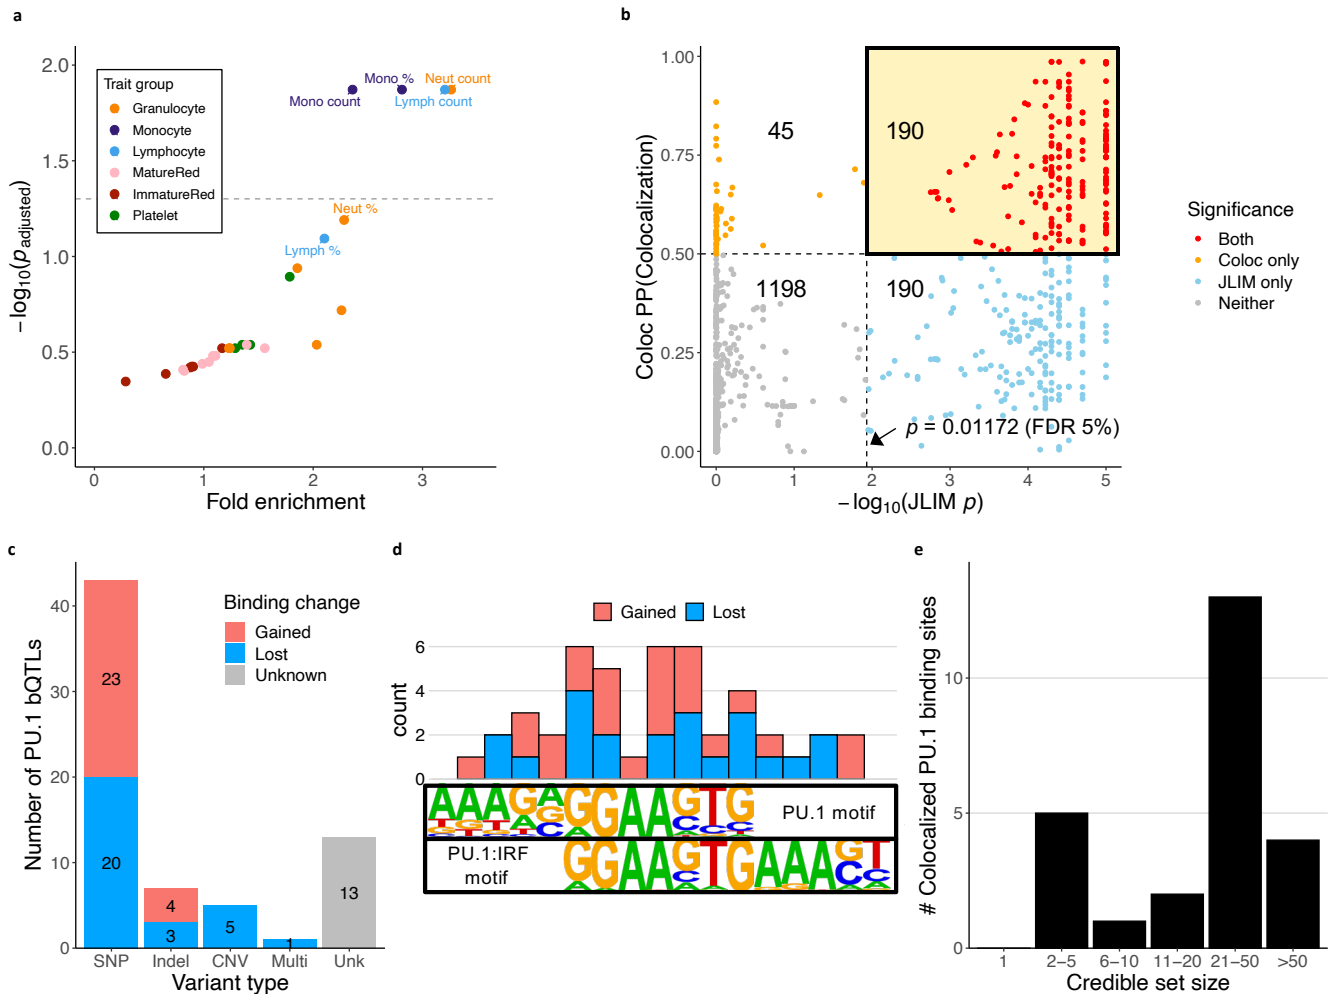 a
2.0
1.5
1.0
0.5
0.0
−log10(padjusted)
0
1
2
3
Fold enrichment
Trait group
Granulocyte
Monocyte
Lymphocyte
MatureRed
ImmatureRed
Platelet
Mono %
Neut count
Mono count
Lymph count
Neut %
Lymph %
b
1.00
0.75
0.50
0.25
0.00
Coloc PP(Colocalization)
45
190
1198
190
p = 0.01172 (FDR 5%)
0
1
2
3
4
5
−log10(JLIM p)
Significance
Both
Coloc only
JLIM only
Neither
c
Number of PU.1 bQTLs
40
30
20
10
0
23
20
4
3
5
1
13
SNP
Indel
CNV
Multi
Unk
Variant type
Binding change
Gained
Lost
Unknown
d
Gained
Lost
count
6
4
2
0
AAAGAGGAAGTG
PU.1 motif
PU.1:IRF
motif
GGAAGTGAAAGT
e
# Colocalized PU.1 binding sites
10
5
0
1
2−5
6−10
11−20
21−50
>50
Credible set size